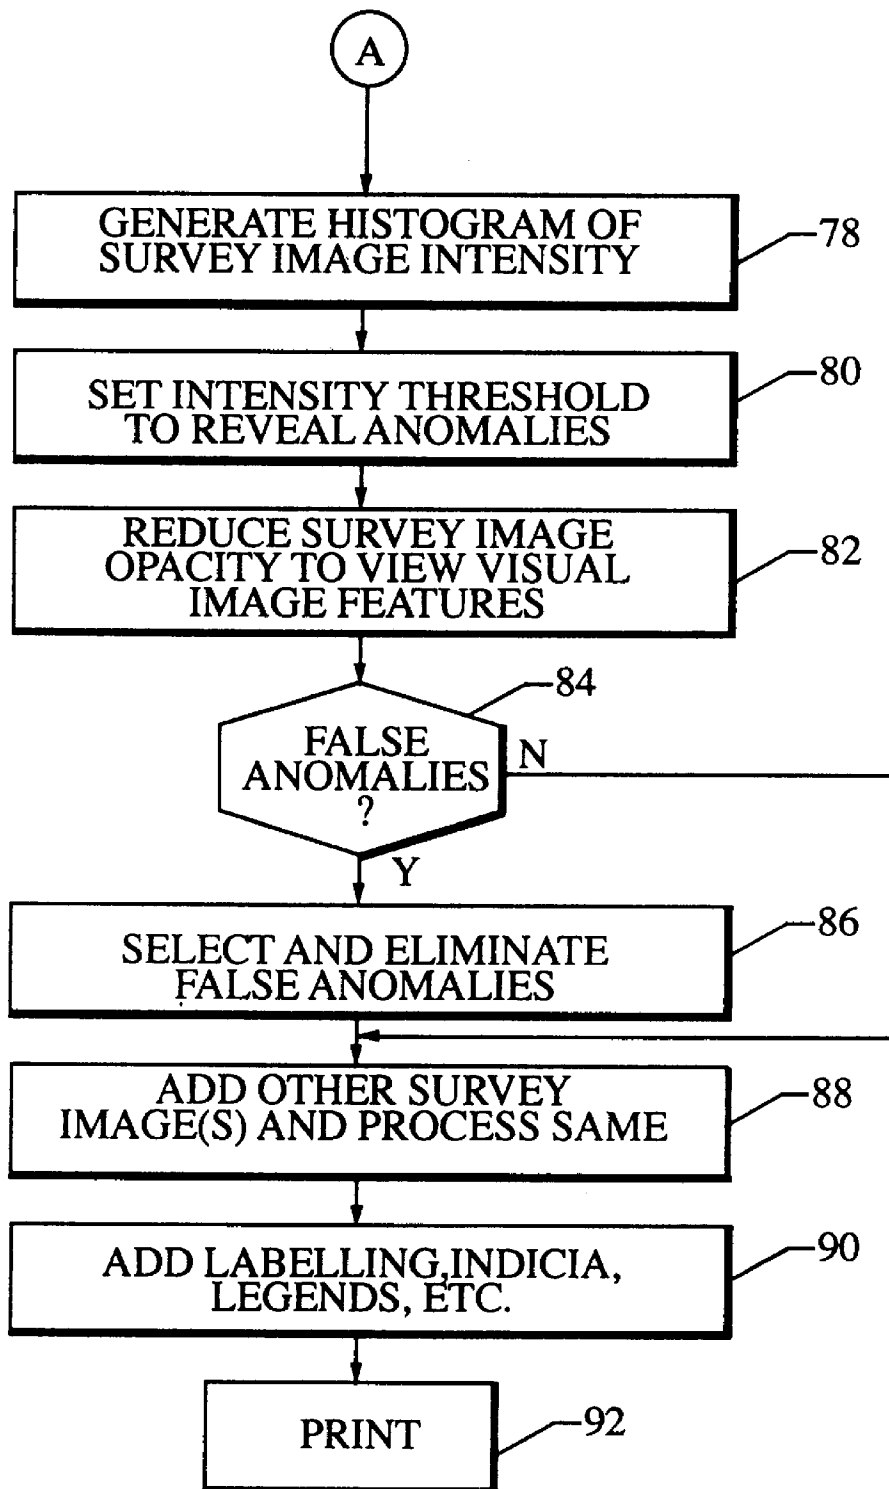 A
GENERATE HISTOGRAM OF
SURVEY IMAGE INTENSITY
78
SET INTENSITY THRESHOLD
TO REVEAL ANOMALIES
80
REDUCE SURVEY IMAGE
OPACITY TO VIEW VISUAL
IMAGE FEATURES
82
84
FALSE
ANOMALIES
?
N
Y
SELECT AND ELIMINATE
FALSE ANOMALIES
86
ADD OTHER SURVEY
IMAGE(S) AND PROCESS SAME
88
ADD LABELLING,INDICIA,
LEGENDS, ETC.
90
PRINT
92